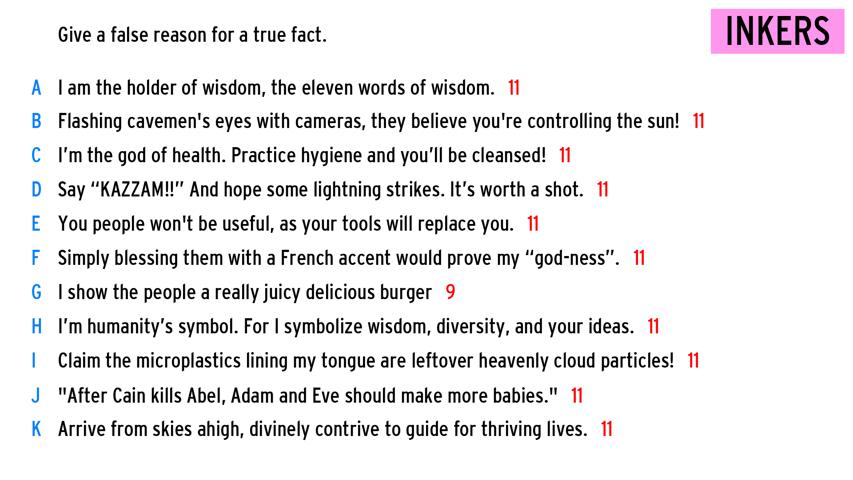 Give a false reason for a true fact.
INKERS
A I am the holder of wisdom, the eleven words of wisdom. 11
B Flashing cavemen's eyes with cameras, they believe you're controlling the sun! 11
C I’m the god of health. Practice hygiene and you’ll be cleansed! 11
D Say “KAZZAM!!” And hope some lightning strikes. It’s worth a shot. 11
E You people won't be useful, as your tools will replace you. 11
F Simply blessing them with a French accent would prove my “god-ness”. 11
G I show the people a really juicy delicious burger 9
H I’m humanity’s symbol. For I symbolize wisdom, diversity, and your ideas. 11
I Claim the microplastics lining my tongue are leftover heavenly cloud particles! 11
J "After Cain kills Abel, Adam and Eve should make more babies." 11
K Arrive from skies ahigh, divinely contrive to guide for thriving lives. 11